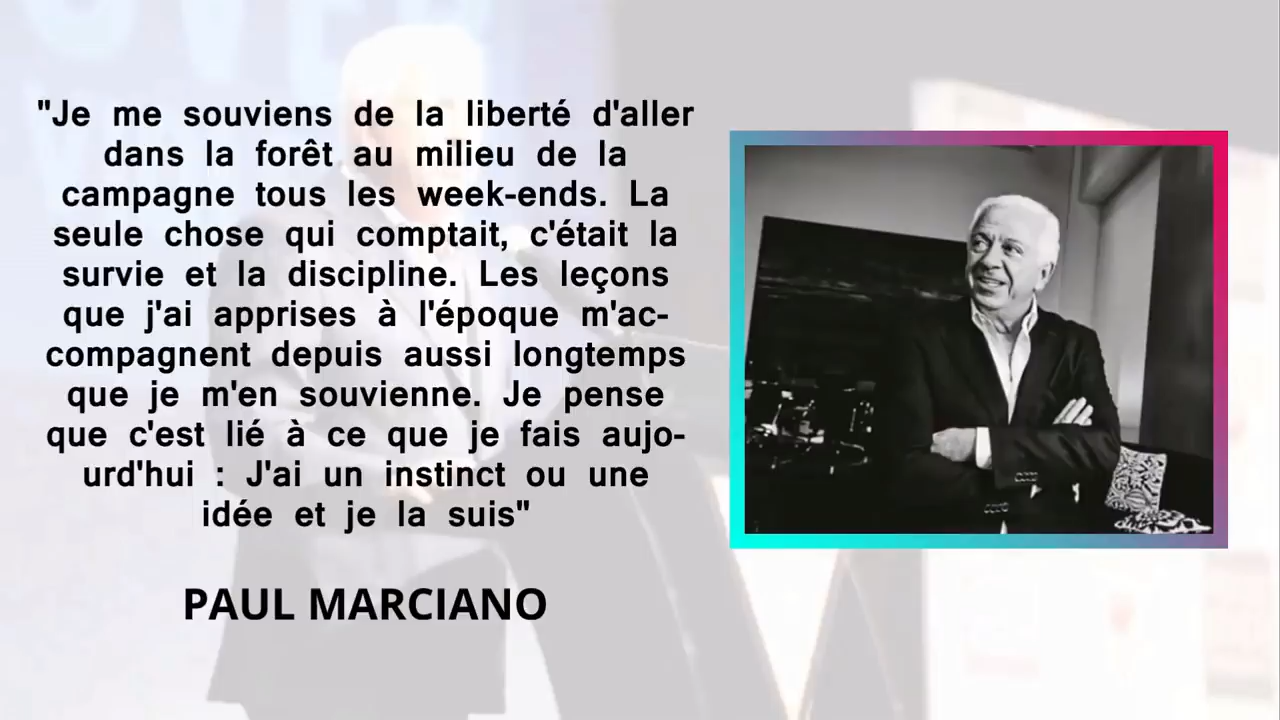 "Je me souviens de la liberté d'aller
dans la forêt au milieu de la
campagne tous les week-ends. La
seule chose qui comptait, c'était la
survie et la discipline. Les leçons
que j'ai apprises à l'époque m'ac-
compagnent depuis aussi longtemps
que je m'en souvienne. Je pense
que c'est lié à ce que je fais aujo-
urd'hui : J'ai un instinct ou une
idée et je la suis"
PAUL MARCIANO